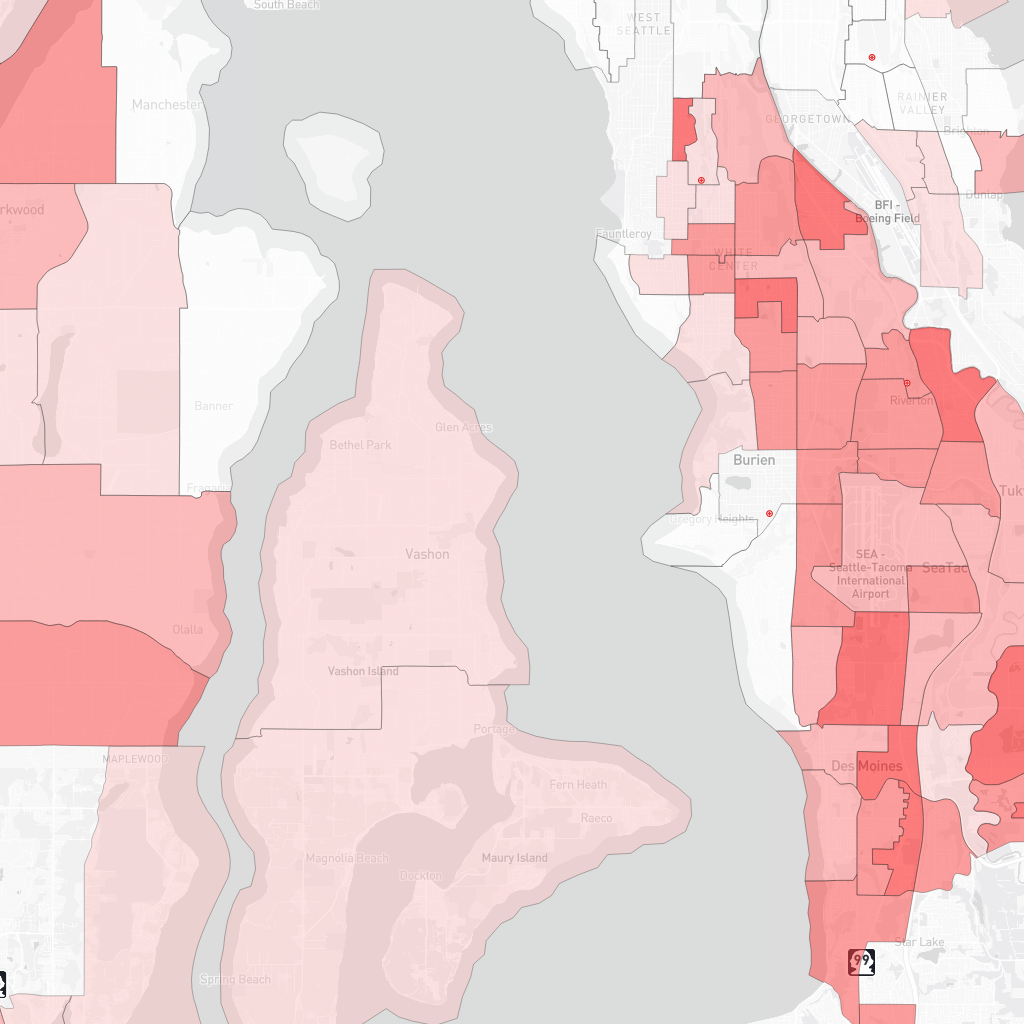 South Beach
WEST
SEATTLE
Manchester
RAINIER
VALLEY
GEORGETOWN
Brighton
Dunlap
rkwood
BFI -
Boeing Field
Fauntleroy
WHITE
CENTER
Banner
Riverton
Glen Acres
Bethel Park
Burien
Fragaria
Tuk
Gregory Heights
Vashon
SEA -
Seattle-Tacoma
International
Airport
SeaTac
Olalla
Vashon Island
Portage
MAPLEWOOD
Des Moines
Fern Heath
Raeco
Magnolia Beach
Maury Island
Dockton
Star Lake
99
Spring Beach